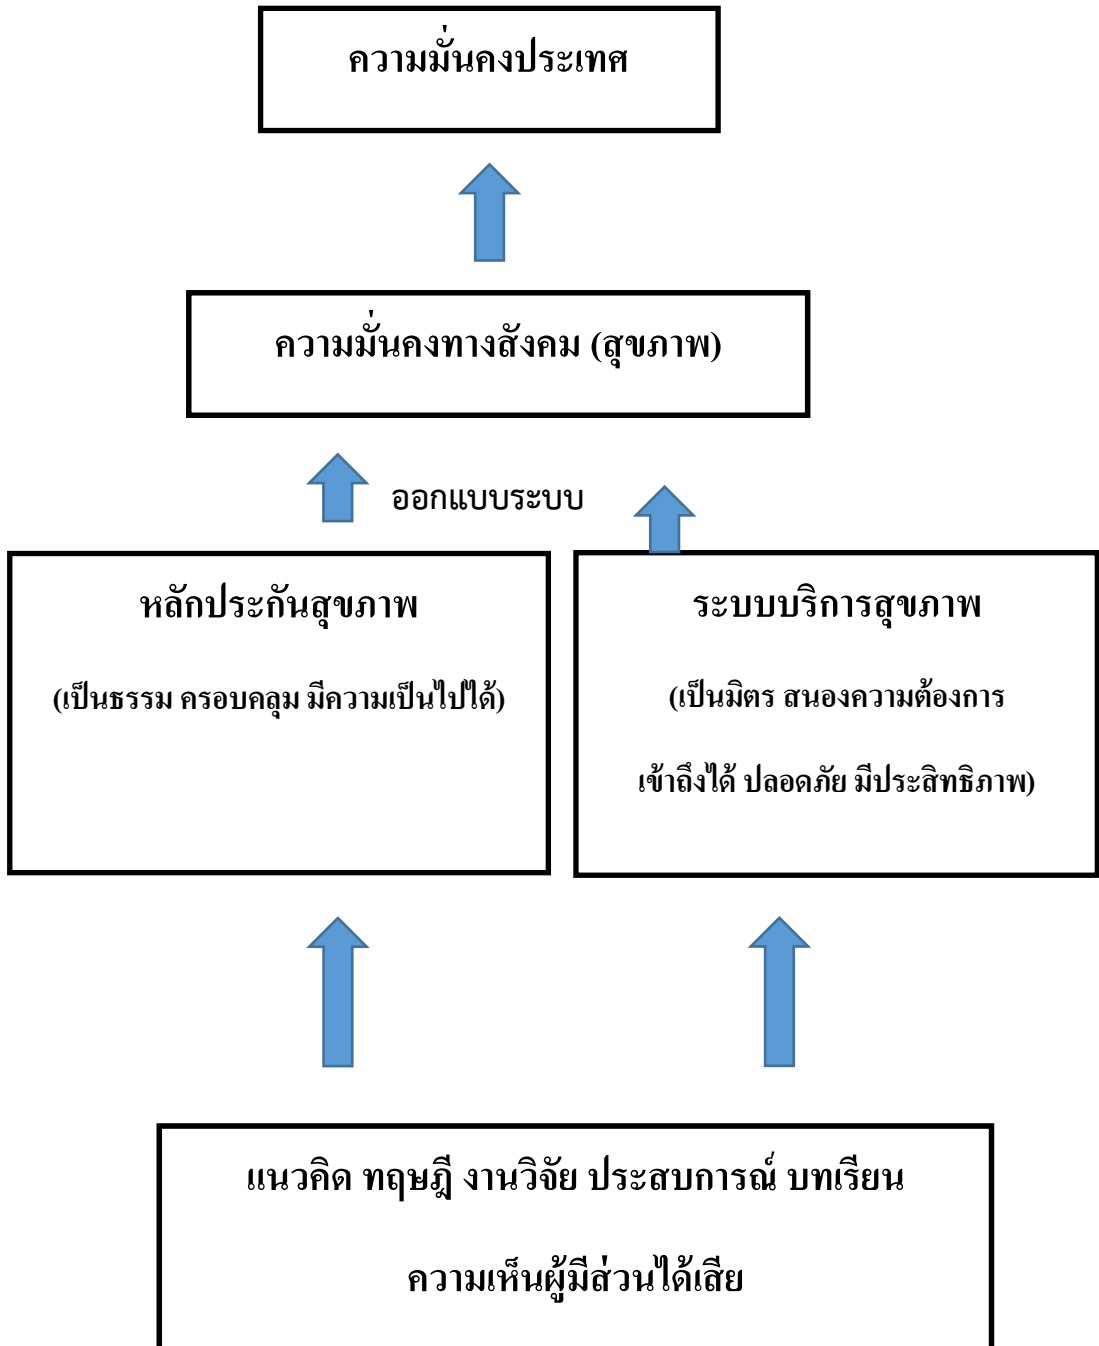 ความมั่นคงประเทศ
ความมั่นคงทางสังคม (สุขภาพ)
ออกแบบระบบ
หลักประกันสุขภาพ
(เป็นธรรม ครอบคลุม มีความเป็นไปได้)
ระบบบริการสุขภาพ
(เป็นมิตร สนองความต้องการ
เข้าถึงได้ ปลอดภัย มีประสิทธิภาพ)
แนวคิด ทฤษฎี งานวิจัย ประสบการณ์ บทเรียน
ความเห็นผู้มีส่วนได้เสีย